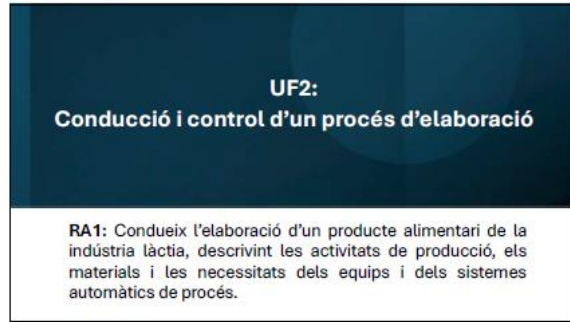 UF2:
Conducció i control d'un procés d'elaboració
RA1: Condueix l'elaboració d'un producte alimentari de la
indústria làctia, descrivint les activitats de producció, els
materials i les necessitats dels equips i dels sistemes
automàtics de procés.